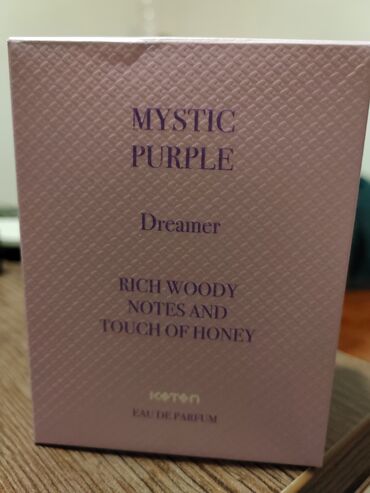 MYSTIC
PURPLE
Dreamer
RICH WOODY
NOTES AND
TOUCH OF HONEY
KOTON
EAU DE PARFUM